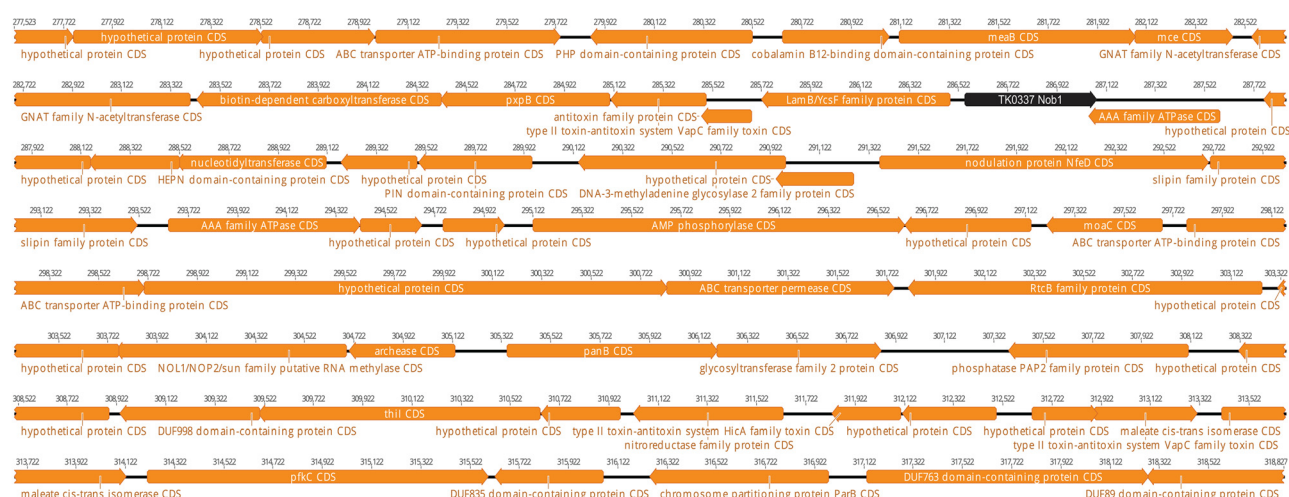 277,523 277,722 277,922 278,122 278,322 278,522 278,722 278,922 279,122 279,322 279,522 279,722 279,922 280,122 280,322 280,522 280,722 280,922 281,122 281,322 281,522 281,722 281,922 282,122 282,322 282,522
hypothetical protein CDS meaB CDS mce CDS
hypothetical protein CDS hypothetical protein CDS ABC transporter ATP-binding protein CDS PHP domain-containing protein CDS cobalamin B12-binding domain-containing protein CDS GNAT family N-acetyltransferase CDS
282,722 282,922 283,122 283,322 283,522 283,722 283,922 284,122 284,322 284,522 284,722 284,922 285,122 285,322 285,522 285,722 285,922 286,122 286,322 286,522 286,722 286,922 287,122 287,322 287,522 287,722
biotin-dependent carboxyltransferase CDS pxpB CDS LamB/YcsF family protein CDS TK0337 Nob1
GNAT family N-acetyltransferase CDS antitoxin family protein CDS AAA family ATPase CDS
type II toxin-antitoxin system VapC family toxin CDS hypothetical protein CDS
287,922 288,122 288,322 288,522 288,722 288,922 289,122 289,322 289,522 289,722 289,922 290,122 290,322 290,522 290,722 290,922 291,122 291,322 291,522 291,722 291,922 292,122 292,322 292,522 292,722 292,922
nucleotidyltransferase CDS nodulation protein NfeD CDS
hypothetical protein CDS HEPN domain-containing protein CDS hypothetical protein CDS hypothetical protein CDS slipin family protein CDS
PIN domain-containing protein CDS DNA-3-methyladenine glycosylase 2 family protein CDS
293,122 293,322 293,522 293,722 293,922 294,122 294,322 294,522 294,722 294,922 295,122 295,322 295,522 295,722 295,922 296,122 296,322 296,522 296,722 296,922 297,122 297,322 297,522 297,722 297,922 298,122
AAA family ATPase CDS AMP phosphorylase CDS moaC CDS
slipin family protein CDS hypothetical protein CDS hypothetical protein CDS hypothetical protein CDS ABC transporter ATP-binding protein CDS
298,322 298,522 298,722 298,922 299,122 299,322 299,522 299,722 299,922 300,122 300,322 300,522 300,722 300,922 301,122 301,322 301,522 301,722 301,922 302,122 302,322 302,522 302,722 302,922 303,122 303,322
hypothetical protein CDS ABC transporter permease CDS RtcB family protein CDS
ABC transporter ATP-binding protein CDS hypothetical protein CDS
303,522 303,722 303,922 304,122 304,322 304,522 304,722 304,922 305,122 305,322 305,522 305,722 305,922 306,122 306,322 306,522 306,722 306,922 307,122 307,322 307,522 307,722 307,922 308,122 308,322
archease CDS panB CDS
hypothetical protein CDS NOL1/NOP2/sun family putative RNA methylase CDS glycosyltransferase family 2 protein CDS phosphatase PAP2 family protein CDS hypothetical protein CDS
308,522 308,722 308,922 309,122 309,322 309,522 309,722 309,922 310,122 310,322 310,522 310,722 310,922 311,122 311,322 311,522 311,722 311,922 312,122 312,322 312,522 312,722 312,922 313,122 313,322 313,522
thiI CDS
hypothetical protein CDS DUF998 domain-containing protein CDS hypothetical protein CDS type II toxin-antitoxin system HicA family toxin CDS hypothetical protein CDS hypothetical protein CDS maleate cis-trans isomerase CDS
nitroreductase family protein CDS type II toxin-antitoxin system VapC family toxin CDS
313,722 313,922 314,122 314,322 314,522 314,722 314,922 315,122 315,322 315,522 315,722 315,922 316,122 316,322 316,522 316,722 316,922 317,122 317,322 317,522 317,722 317,922 318,122 318,322 318,522 318,827
pfkC CDS DUF763 domain-containing protein CDS
maleate cis-trans isomerase CDS DUF835 domain-containing protein CDS chromosome partitioning protein ParB CDS DUF89 domain-containing protein CDS